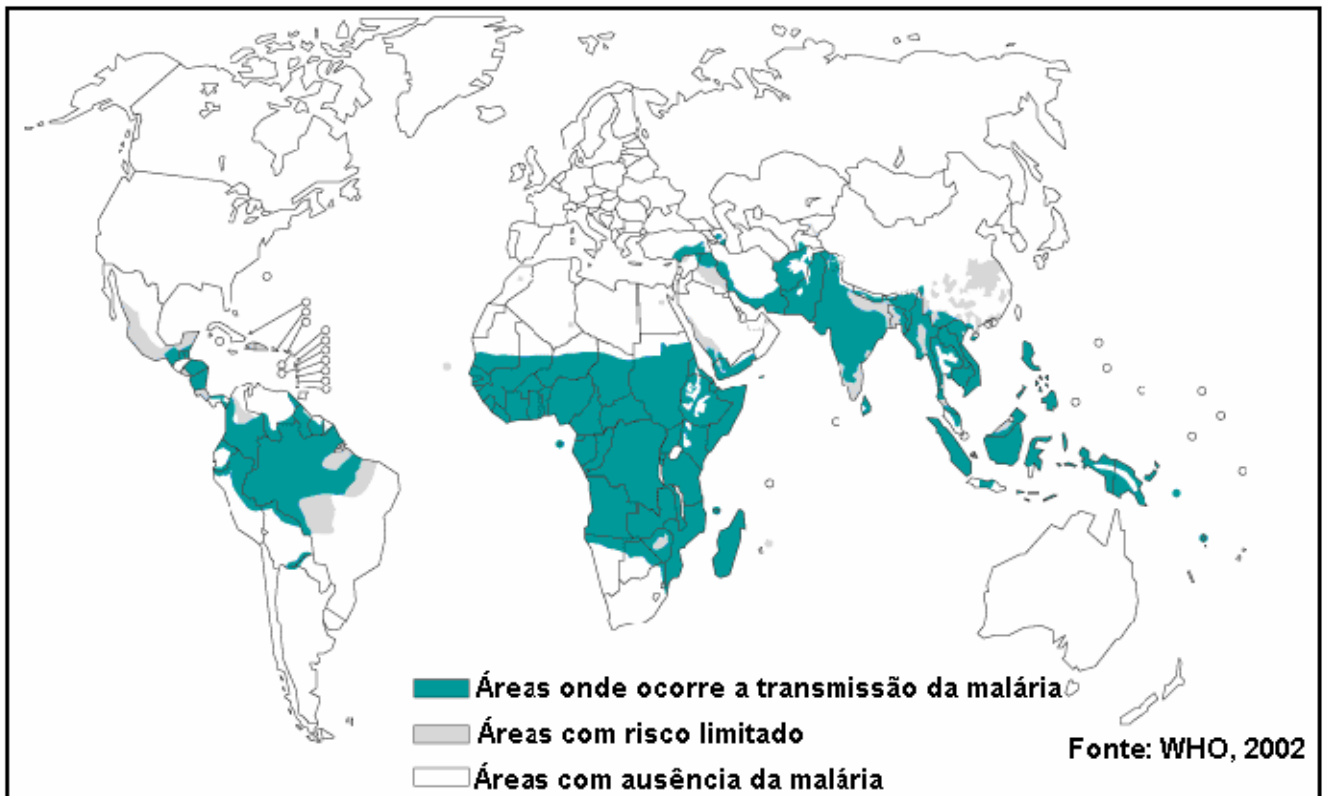 Áreas onde ocorre a transmissão da malária
Áreas com risco limitado
Fonte: WHO, 2002
Áreas com ausência da malária